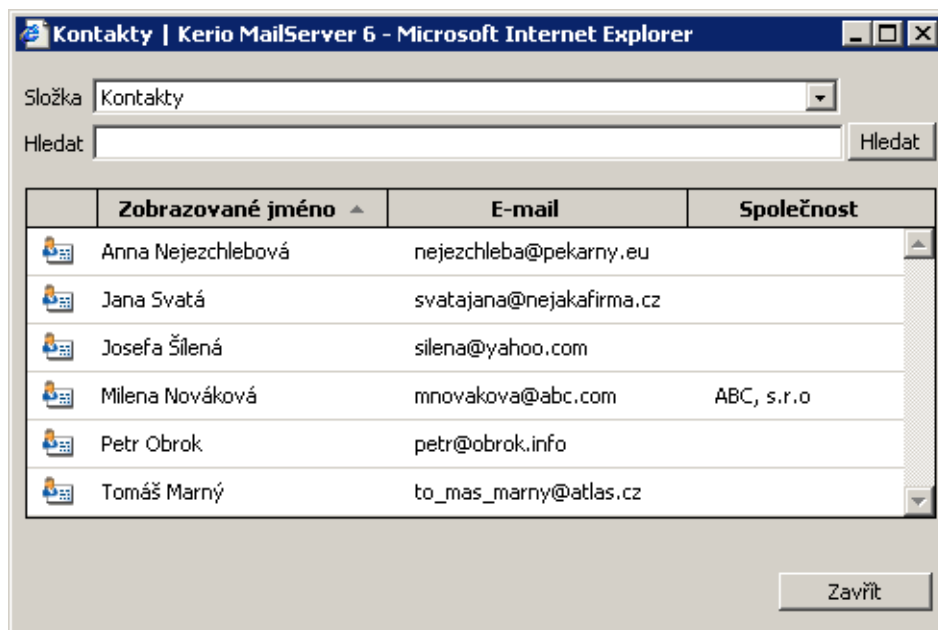 Kontakty | Kerio MailServer 6 - Microsoft Internet Explorer
Složka Kontakty
Hledat Hledat
Zobrazované jméno E-mail Společnost
Anna Nejezchlebová nejezchleba@pekarny.eu
Jana Svatá svatajana@nejakafirma.cz
Josefa Šílená silena@yahoo.com
Milena Nováková mnovakova@abc.com ABC, s.r.o
Petr Obrok petr@obrok.info
Tomáš Marný to_mas_marny@atlas.cz
Zavřít